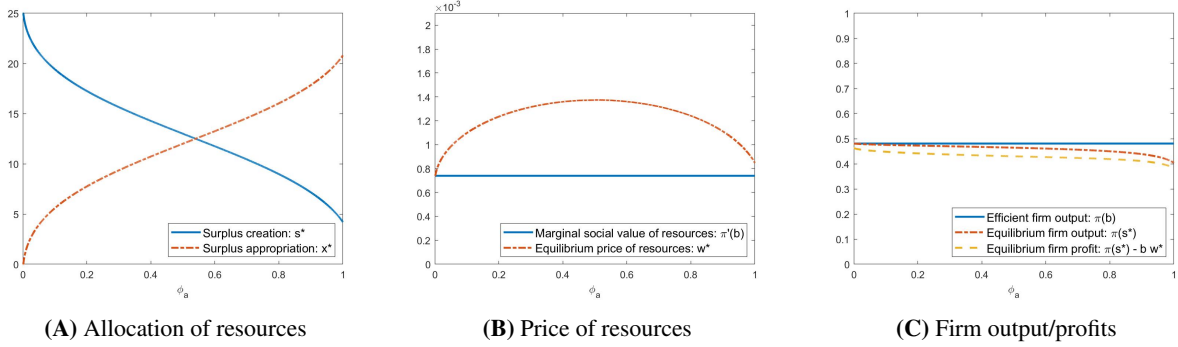 25
20
15
10
5
0
0 0.2 0.4 0.6 0.8 1
ϕa
Surplus creation: s*
Surplus appropriation: x*
(A) Allocation of resources
×10⁻³
2
1.8
1.6
1.4
1.2
1
0.8
0.6
0.4
0.2
0
0 0.2 0.4 0.6 0.8 1
ϕa
Marginal social value of resources: π'(b)
Equilibrium price of resources: w*
(B) Price of resources
1
0.9
0.8
0.7
0.6
0.5
0.4
0.3
0.2
0.1
0
0 0.2 0.4 0.6 0.8 1
ϕa
Efficient firm output: π(b)
Equilibrium firm output: π(s*)
Equilibrium firm profit: π(s*) - b w*
(C) Firm output/profits